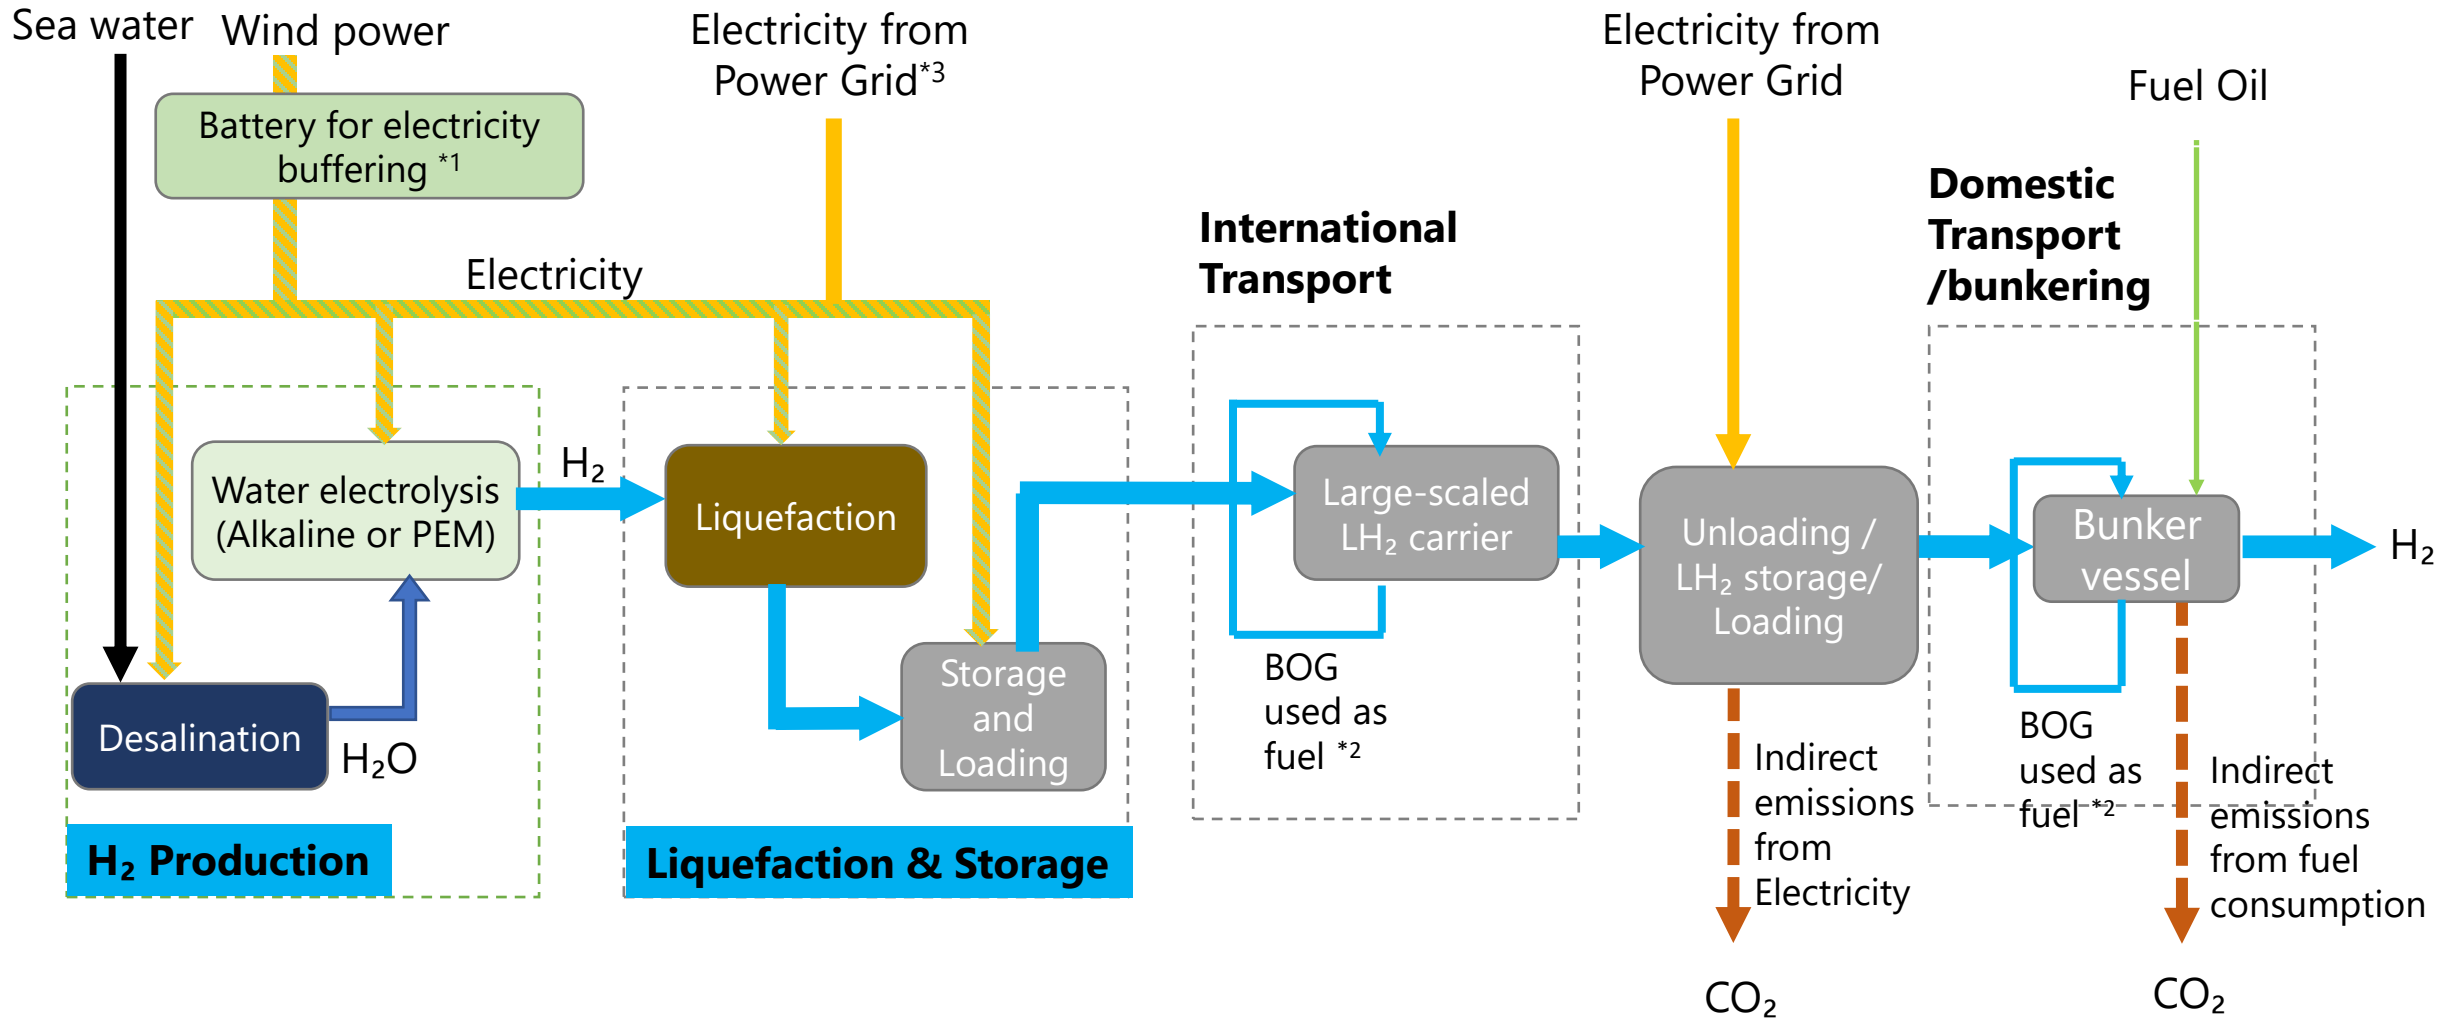 Sea water
Wind power
Electricity from
Power Grid*3
Electricity from
Power Grid
Fuel Oil
Battery for electricity
buffering *1
Electricity
International
Transport
Domestic
Transport
/bunkering
Water electrolysis
(Alkaline or PEM)
H₂
Liquefaction
Large-scaled
LH₂ carrier
Unloading /
LH₂ storage/
Loading
Bunker
vessel
H₂
Desalination
H₂O
Storage
and
Loading
BOG
used as
fuel *2
Indirect
emissions
from
Electricity
BOG
used as
fuel *2
Indirect
emissions
from fuel
consumption
H₂ Production
Liquefaction & Storage
CO₂
CO₂